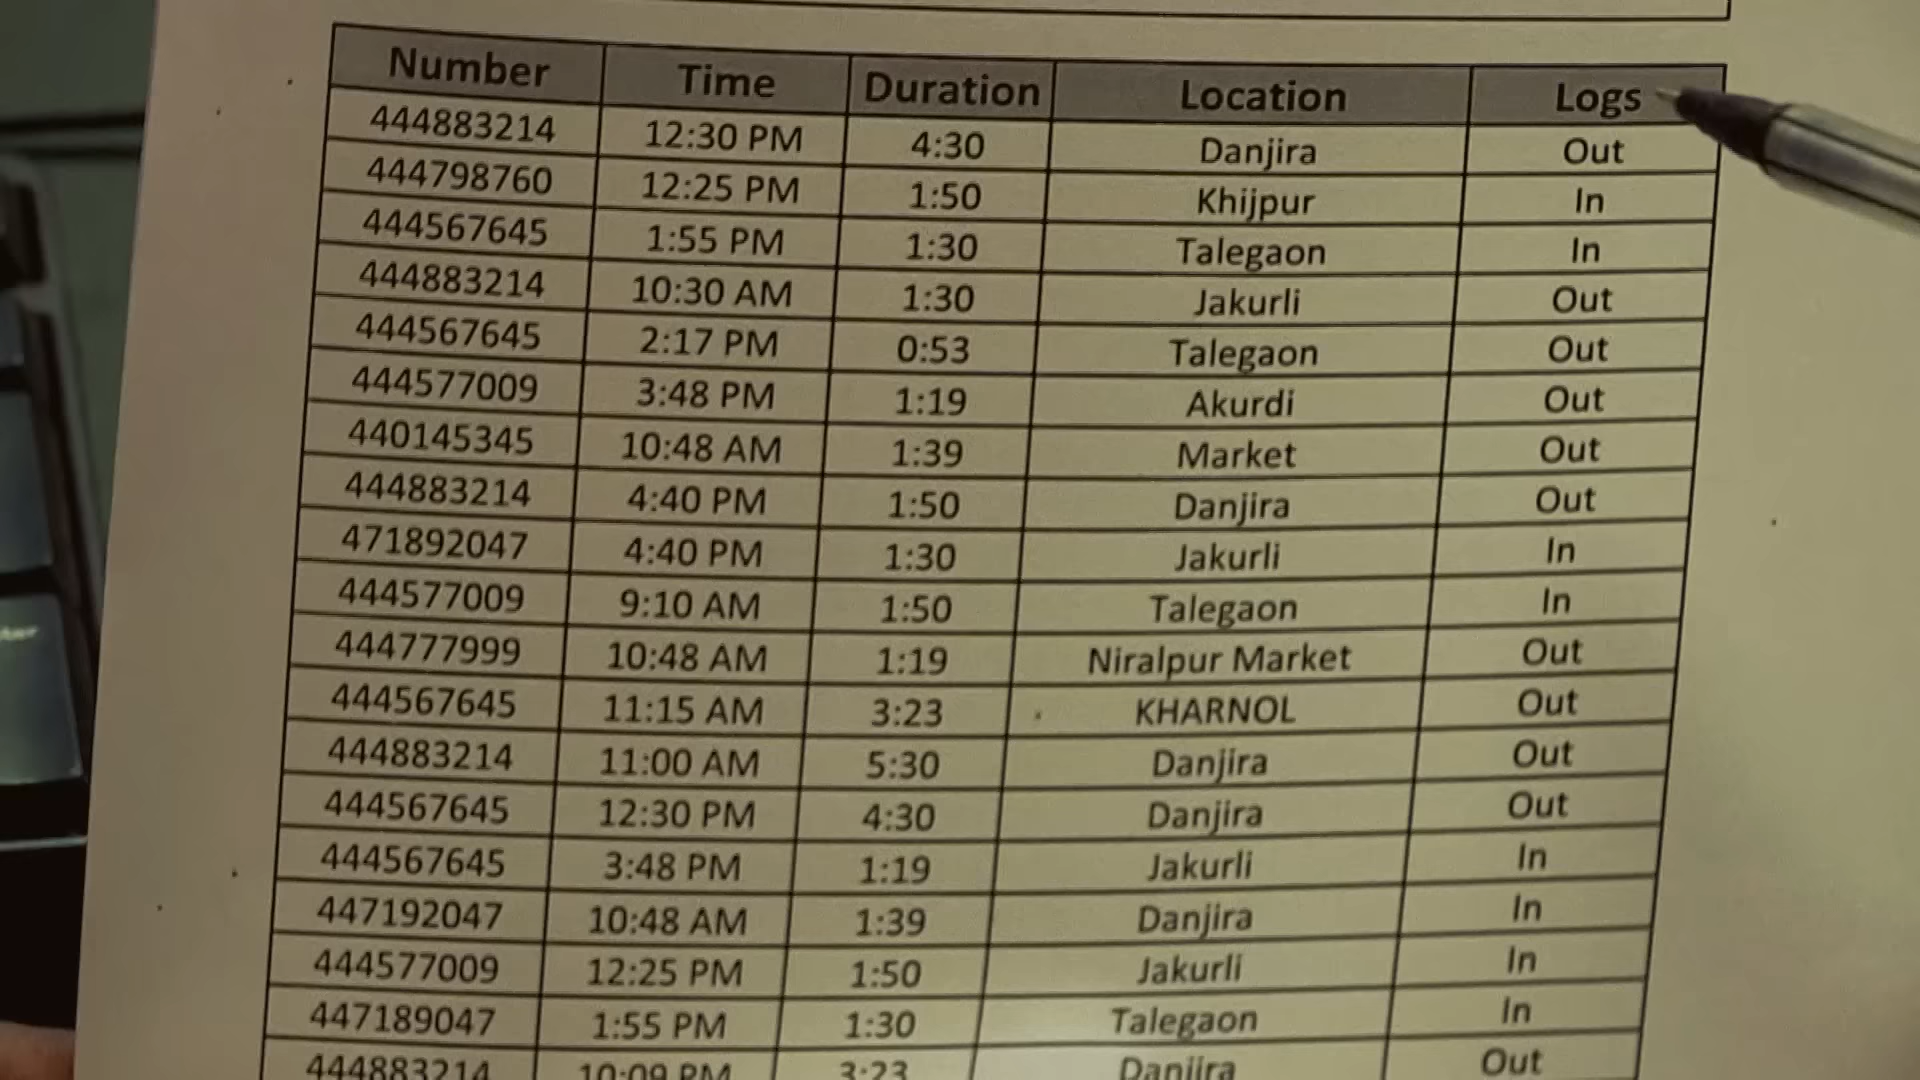 Number Time Duration Location Logs
444883214 12:30 PM 4:30 Danjira Out
444798760 12:25 PM 1:50 Khijpur In
444567645 1:55 PM 1:30 Talegaon In
444883214 10:30 AM 1:30 Jakurli Out
444567645 2:17 PM 0:53 Talegaon Out
444577009 3:48 PM 1:19 Akurdi Out
440145345 10:48 AM 1:39 Market Out
444883214 4:40 PM 1:50 Danjira Out
471892047 4:40 PM 1:30 Jakurli In
444577009 9:10 AM 1:50 Talegaon In
444777999 10:48 AM 1:19 Niralpur Market Out
444567645 11:15 AM 3:23 KHARNOL Out
444883214 11:00 AM 5:30 Danjira Out
444567645 12:30 PM 4:30 Danjira Out
444567645 3:48 PM 1:19 Jakurli In
447192047 10:48 AM 1:39 Danjira In
444577009 12:25 PM 1:50 Jakurli In
447189047 1:55 PM 1:30 Talegaon In
444883214 10:09 PM 3:23 Danjira Out